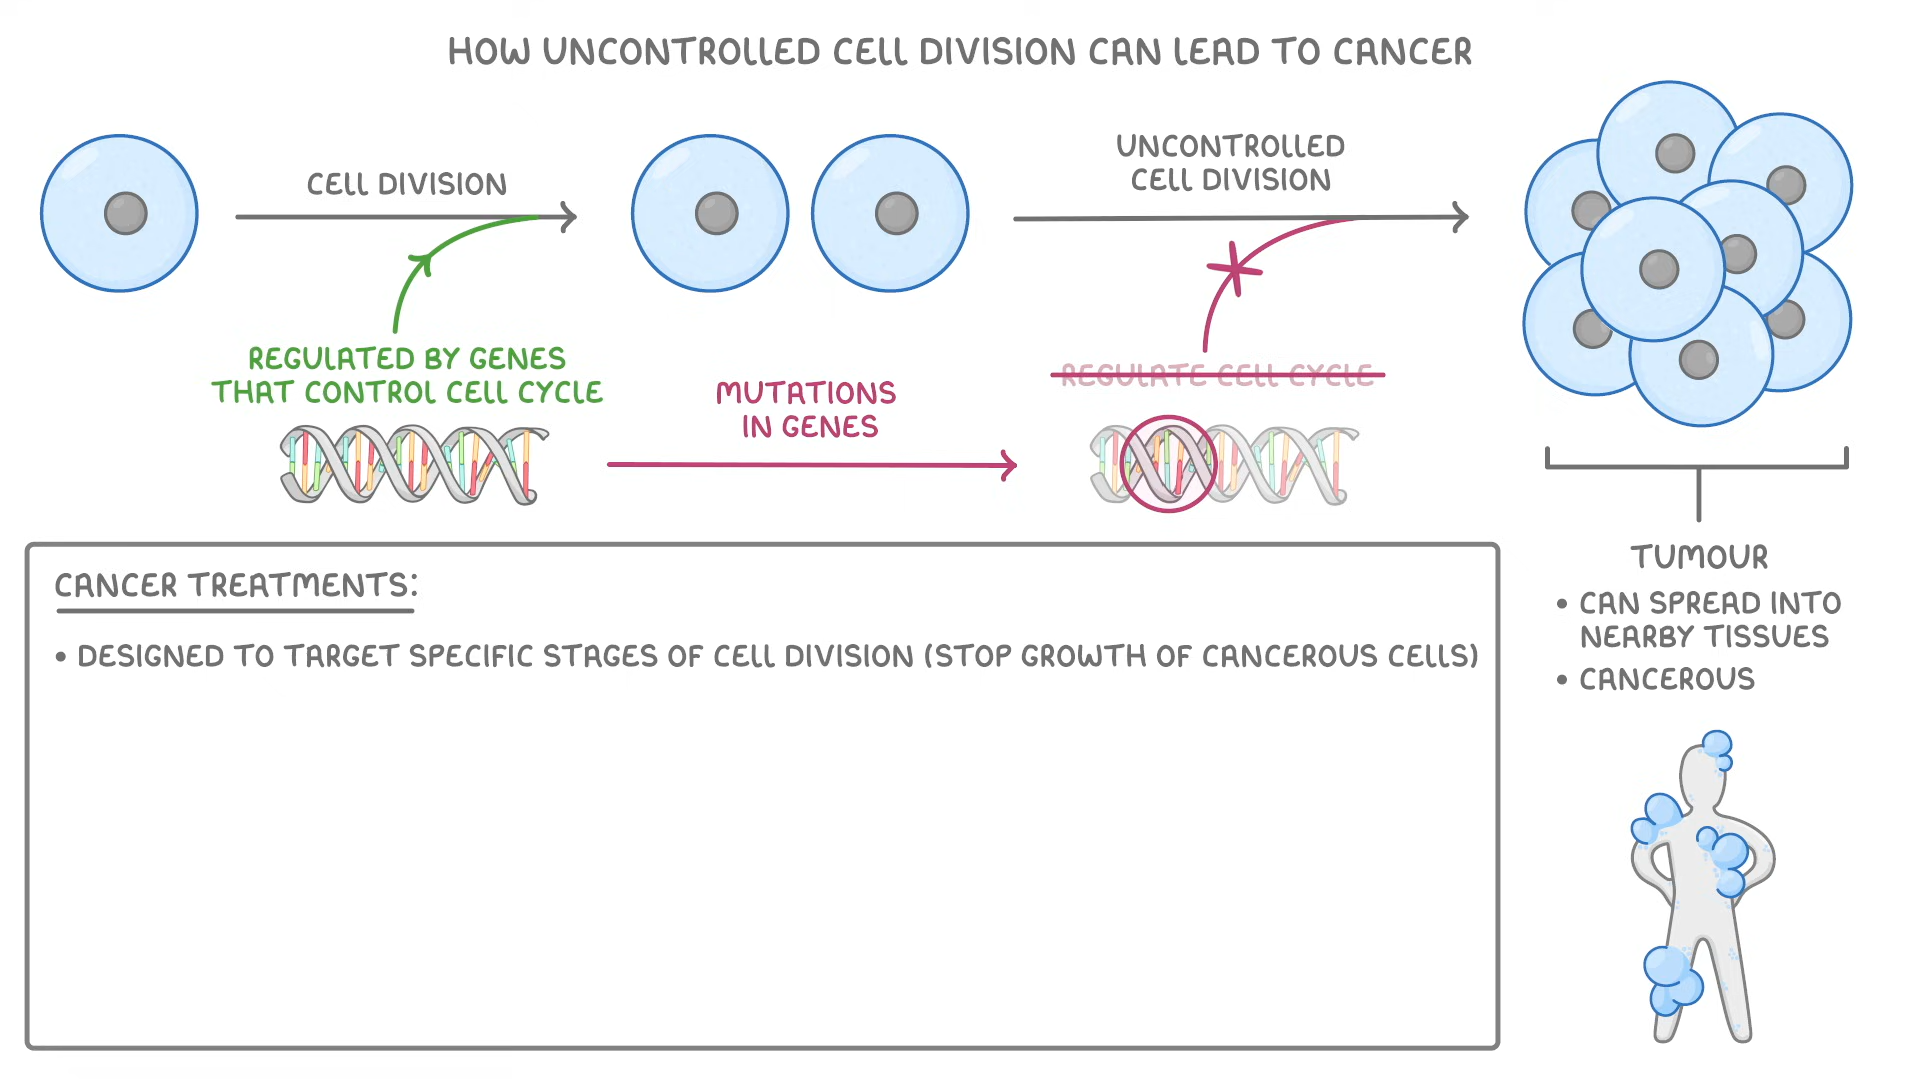 HOW UNCONTROLLED CELL DIVISION CAN LEAD TO CANCER
CELL DIVISION
UNCONTROLLED
CELL DIVISION
REGULATED BY GENES
THAT CONTROL CELL CYCLE
MUTATIONS
IN GENES
REGULATE CELL CYCLE
TUMOUR
• CAN SPREAD INTO
NEARBY TISSUES
• CANCEROUS
CANCER TREATMENTS:
• DESIGNED TO TARGET SPECIFIC STAGES OF CELL DIVISION (STOP GROWTH OF CANCEROUS CELLS)